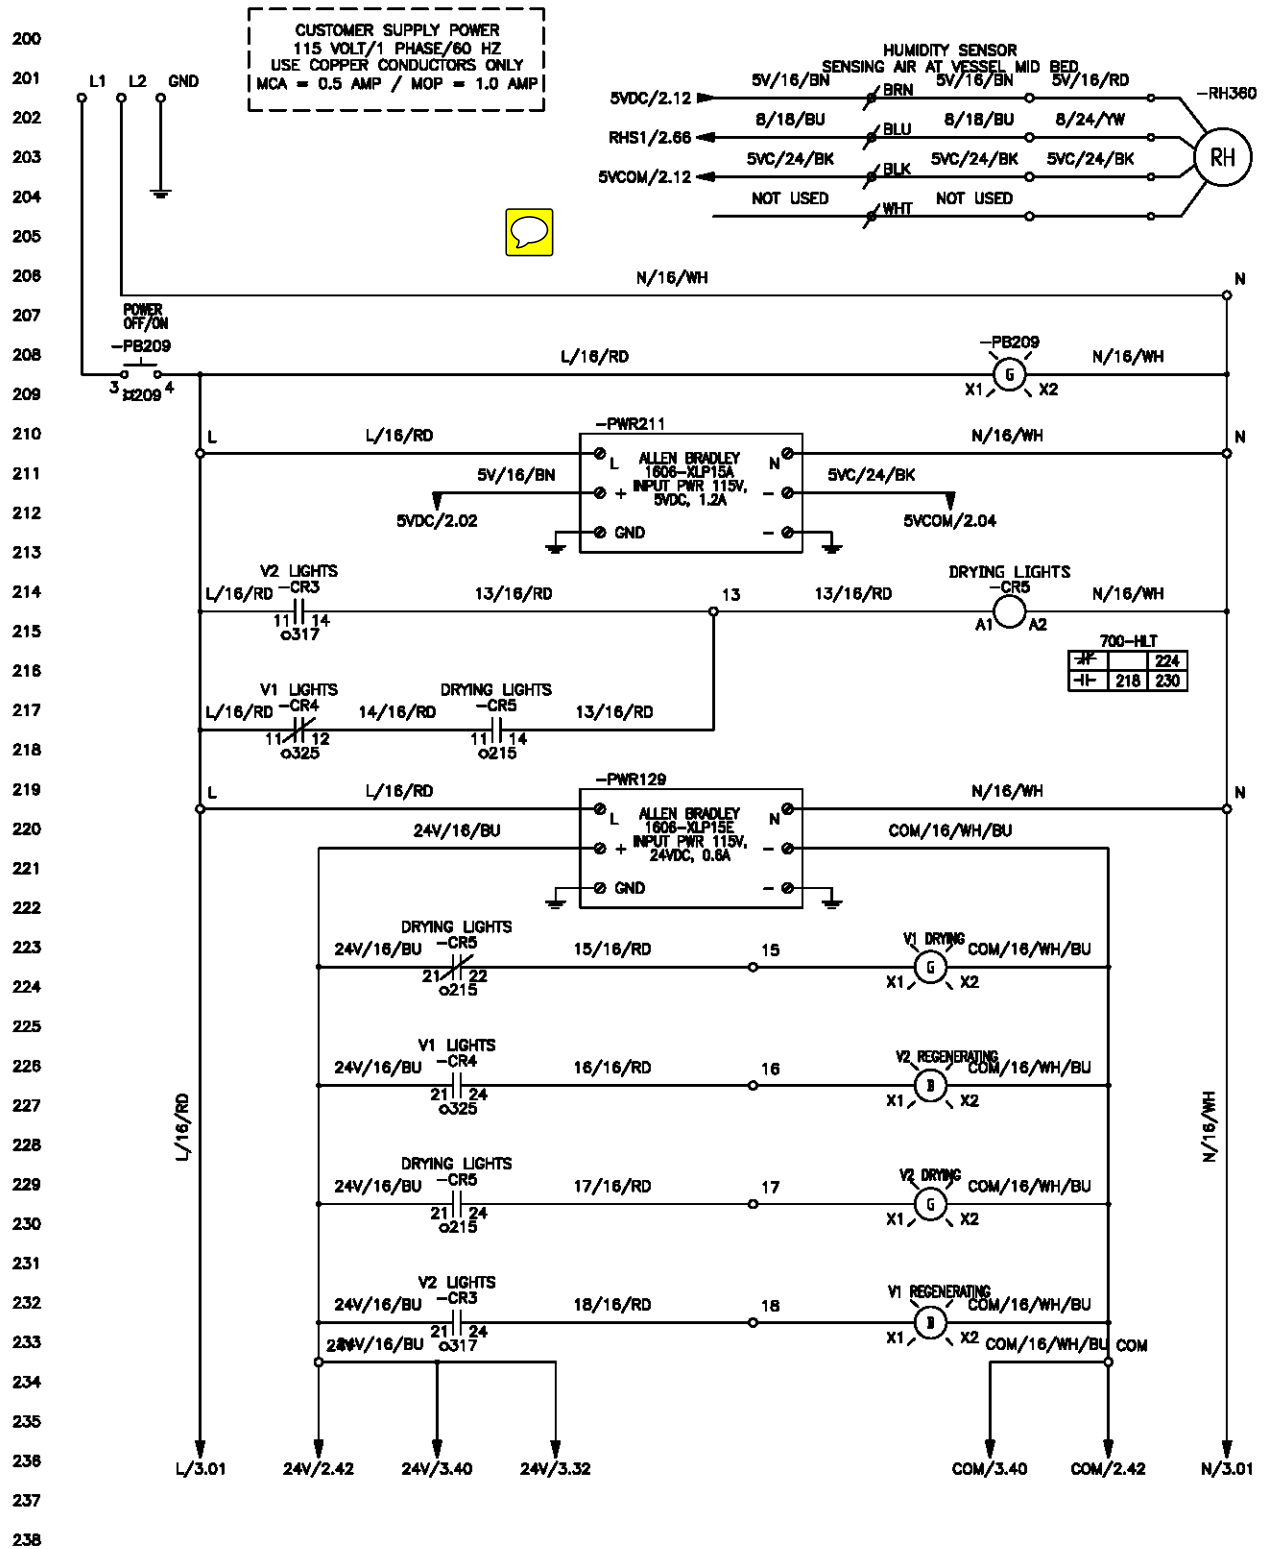 200
CUSTOMER SUPPLY POWER
115 VOLT/1 PHASE/60 HZ
USE COPPER CONDUCTORS ONLY
MCA = 0.5 AMP / MOP = 1.0 AMP
HUMIDITY SENSOR
SENSING AIR AT VESSEL MID BED
201
L1 L2 GND
5V/16/BN 5V/16/BN 5V/16/RD
5VDC/2.12 BRN -RH360
202
8/18/BU 8/18/BU 8/24/YW
RHS1/2.66 BLU
203
5VC/24/BK 5VC/24/BK 5VC/24/BK
RH
5VCOM/2.12 BLK
204
NOT USED NOT USED
WHT
205
206
N/16/WH N
207
POWER
OFF/ON
208
-PB209 L/16/RD -PB209 N/16/WH
G
209
3 4 X1 X2
¤209
210
-PWR211
L L/16/RD N/16/WH N
211
L ALLEN BRADLEY N
1606-XLP15A
5V/16/BN INPUT PWR 115V, 5VC/24/BK
+ 5VDC, 1.2A -
212
5VDC/2.02 5VCOM/2.04
GND -
213
214
V2 LIGHTS DRYING LIGHTS
L/16/RD -CR3 13/16/RD 13 13/16/RD -CR5 N/16/WH
215
11 14 A1 A2
o317
700-HLT
216
224
218 230
217
V1 LIGHTS DRYING LIGHTS
L/16/RD -CR4 14/16/RD -CR5 13/16/RD
218
11 12 11 14
o325 o215
219
-PWR129
L L/16/RD N/16/WH N
220
L ALLEN BRADLEY N
1606-XLP15E
24V/16/BU INPUT PWR 115V, COM/16/WH/BU
+ 24VDC, 0.6A -
221
GND -
222
223
DRYING LIGHTS V1 DRYING
24V/16/BU -CR5 15/16/RD 15 COM/16/WH/BU
G
224
21 22 X1 X2
o215
225
226
V1 LIGHTS V2 REGENERATING
24V/16/BU -CR4 16/16/RD 16 COM/16/WH/BU
B
227
21 24 X1 X2
o325
L/16/RD
N/16/WH
228
229
DRYING LIGHTS V2 DRYING
24V/16/BU -CR5 17/16/RD 17 COM/16/WH/BU
G
230
21 24 X1 X2
o215
231
232
V2 LIGHTS V1 REGENERATING
24V/16/BU -CR3 18/16/RD 18 COM/16/WH/BU
B
233
21 24 X1 X2
24V 24V/16/BU o317 COM/16/WH/BU COM
234
235
236
L/3.01 24V/2.42 24V/3.40 24V/3.32 COM/3.40 COM/2.42 N/3.01
237
238